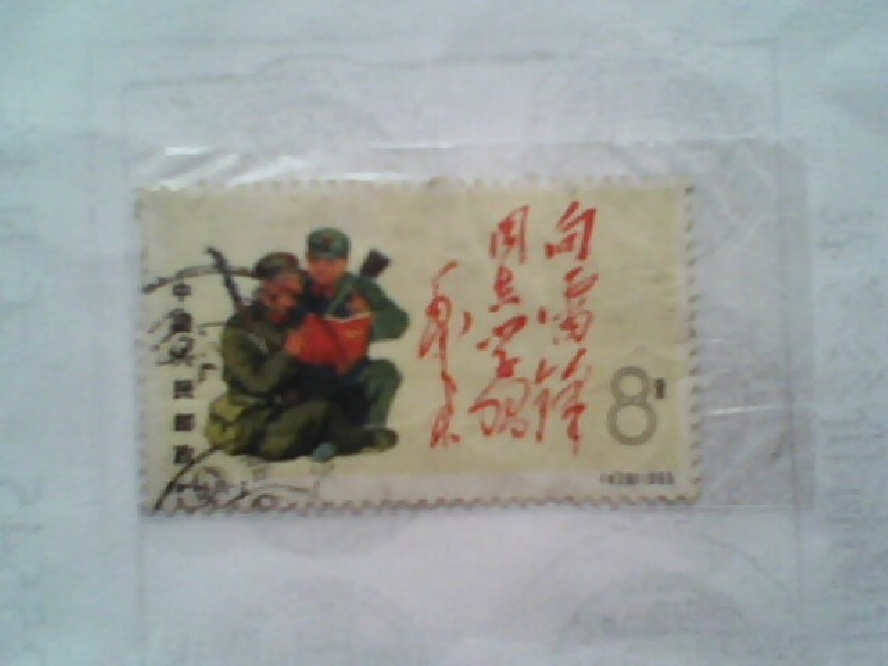 中国人民邮政
向雷锋
同志学习
毛泽东
8分